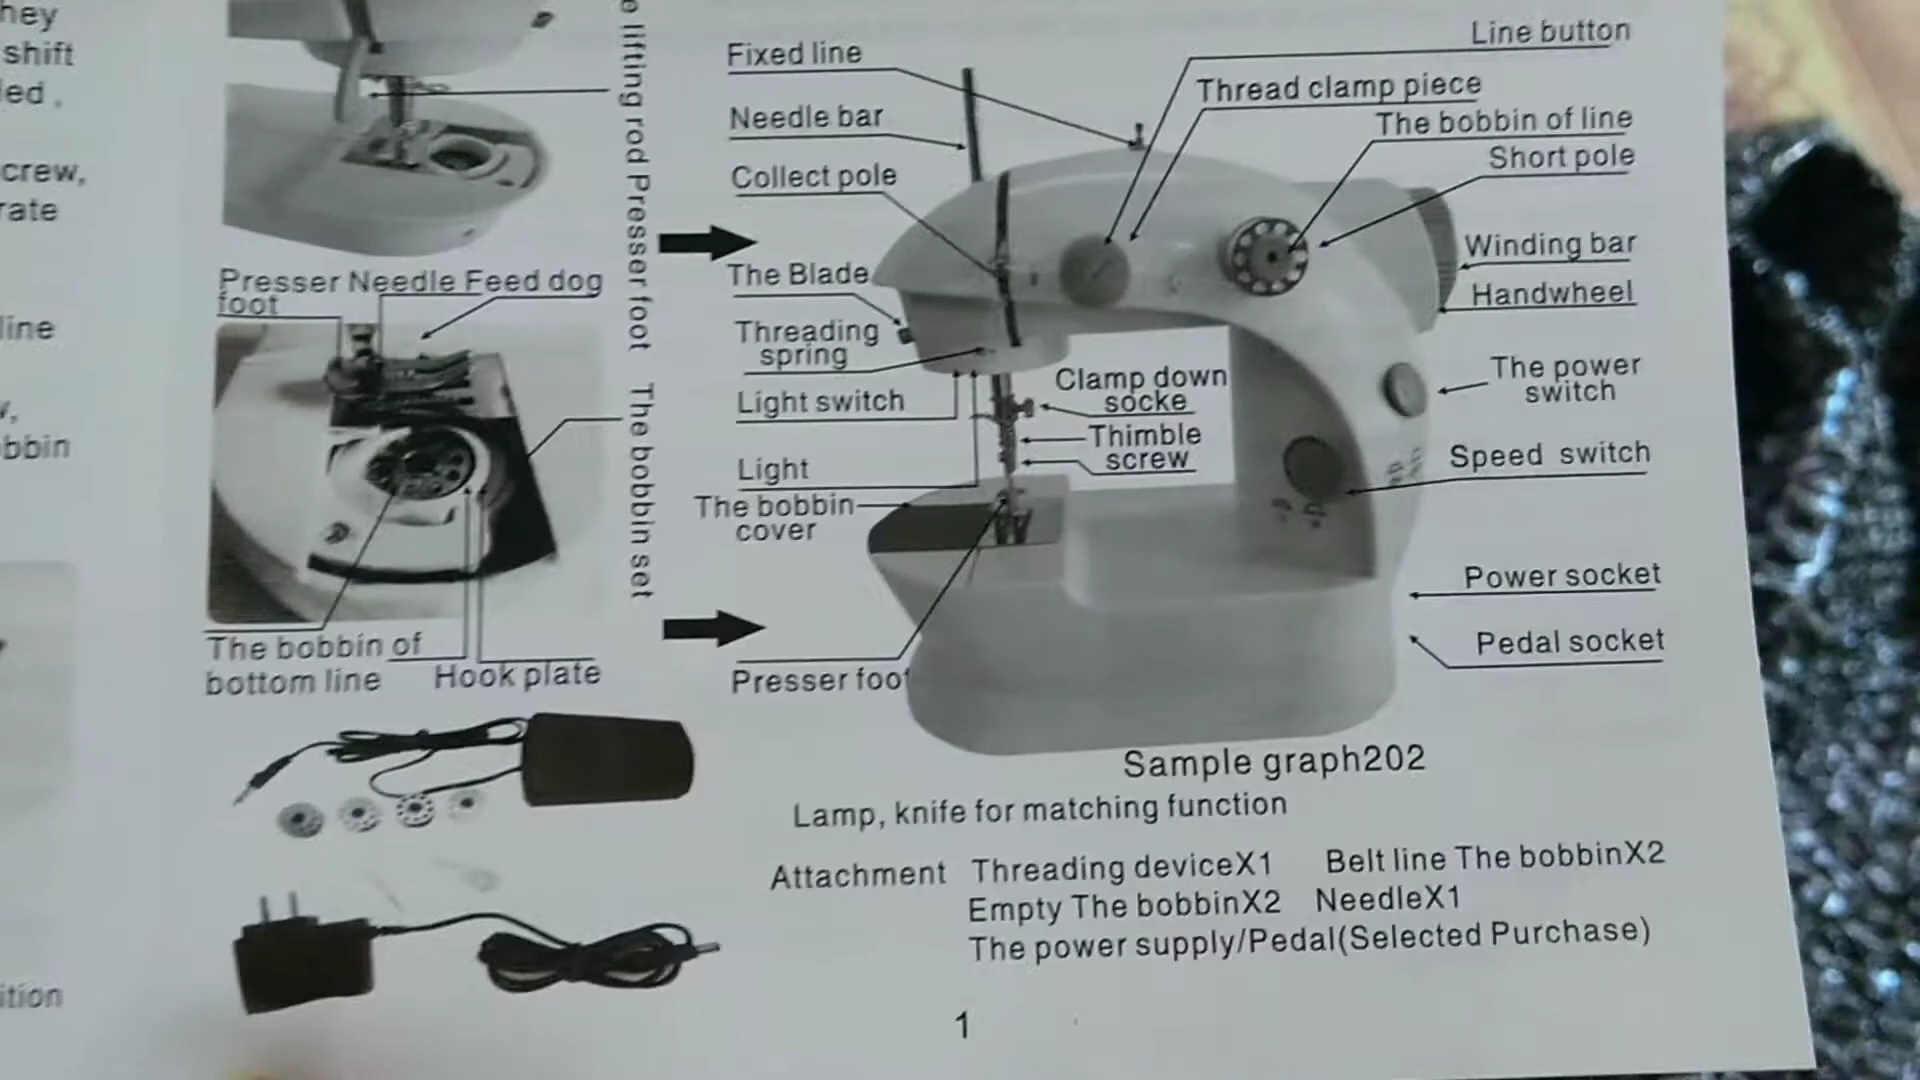 hey
shift
led.
crew,
rate
line
bbin
ition
e lifting rod Presser foot
The bobbin set
Presser Needle Feed dog
foot
The bobbin of
bottom line
Hook plate
Fixed line
Needle bar
Collect pole
The Blade
Threading
spring
Light switch
Light
The bobbin
cover
Presser foot
Clamp down
socke
Thimble
screw
Line button
Thread clamp piece
The bobbin of line
Short pole
Winding bar
Handwheel
The power
switch
Speed switch
Power socket
Pedal socket
Sample graph202
Lamp, knife for matching function
Attachment Threading deviceX1 Belt line The bobbinX2
Empty The bobbinX2 NeedleX1
The power supply/Pedal(Selected Purchase)
1